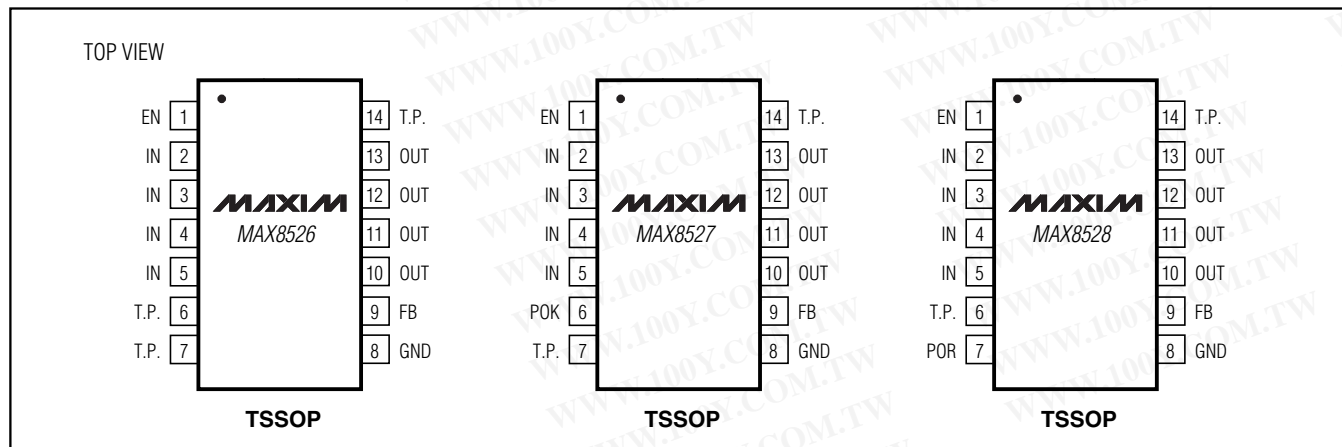 TOP VIEW
EN 1
IN 2
IN 3
IN 4
IN 5
T.P. 6
T.P. 7
14 T.P.
13 OUT
12 OUT
11 OUT
10 OUT
9 FB
8 GND
MAXIM
MAX8526
TSSOP
EN 1
IN 2
IN 3
IN 4
IN 5
POK 6
T.P. 7
14 T.P.
13 OUT
12 OUT
11 OUT
10 OUT
9 FB
8 GND
MAXIM
MAX8527
TSSOP
EN 1
IN 2
IN 3
IN 4
IN 5
T.P. 6
POR 7
14 T.P.
13 OUT
12 OUT
11 OUT
10 OUT
9 FB
8 GND
MAXIM
MAX8528
TSSOP
WWW.100Y.COM.TW